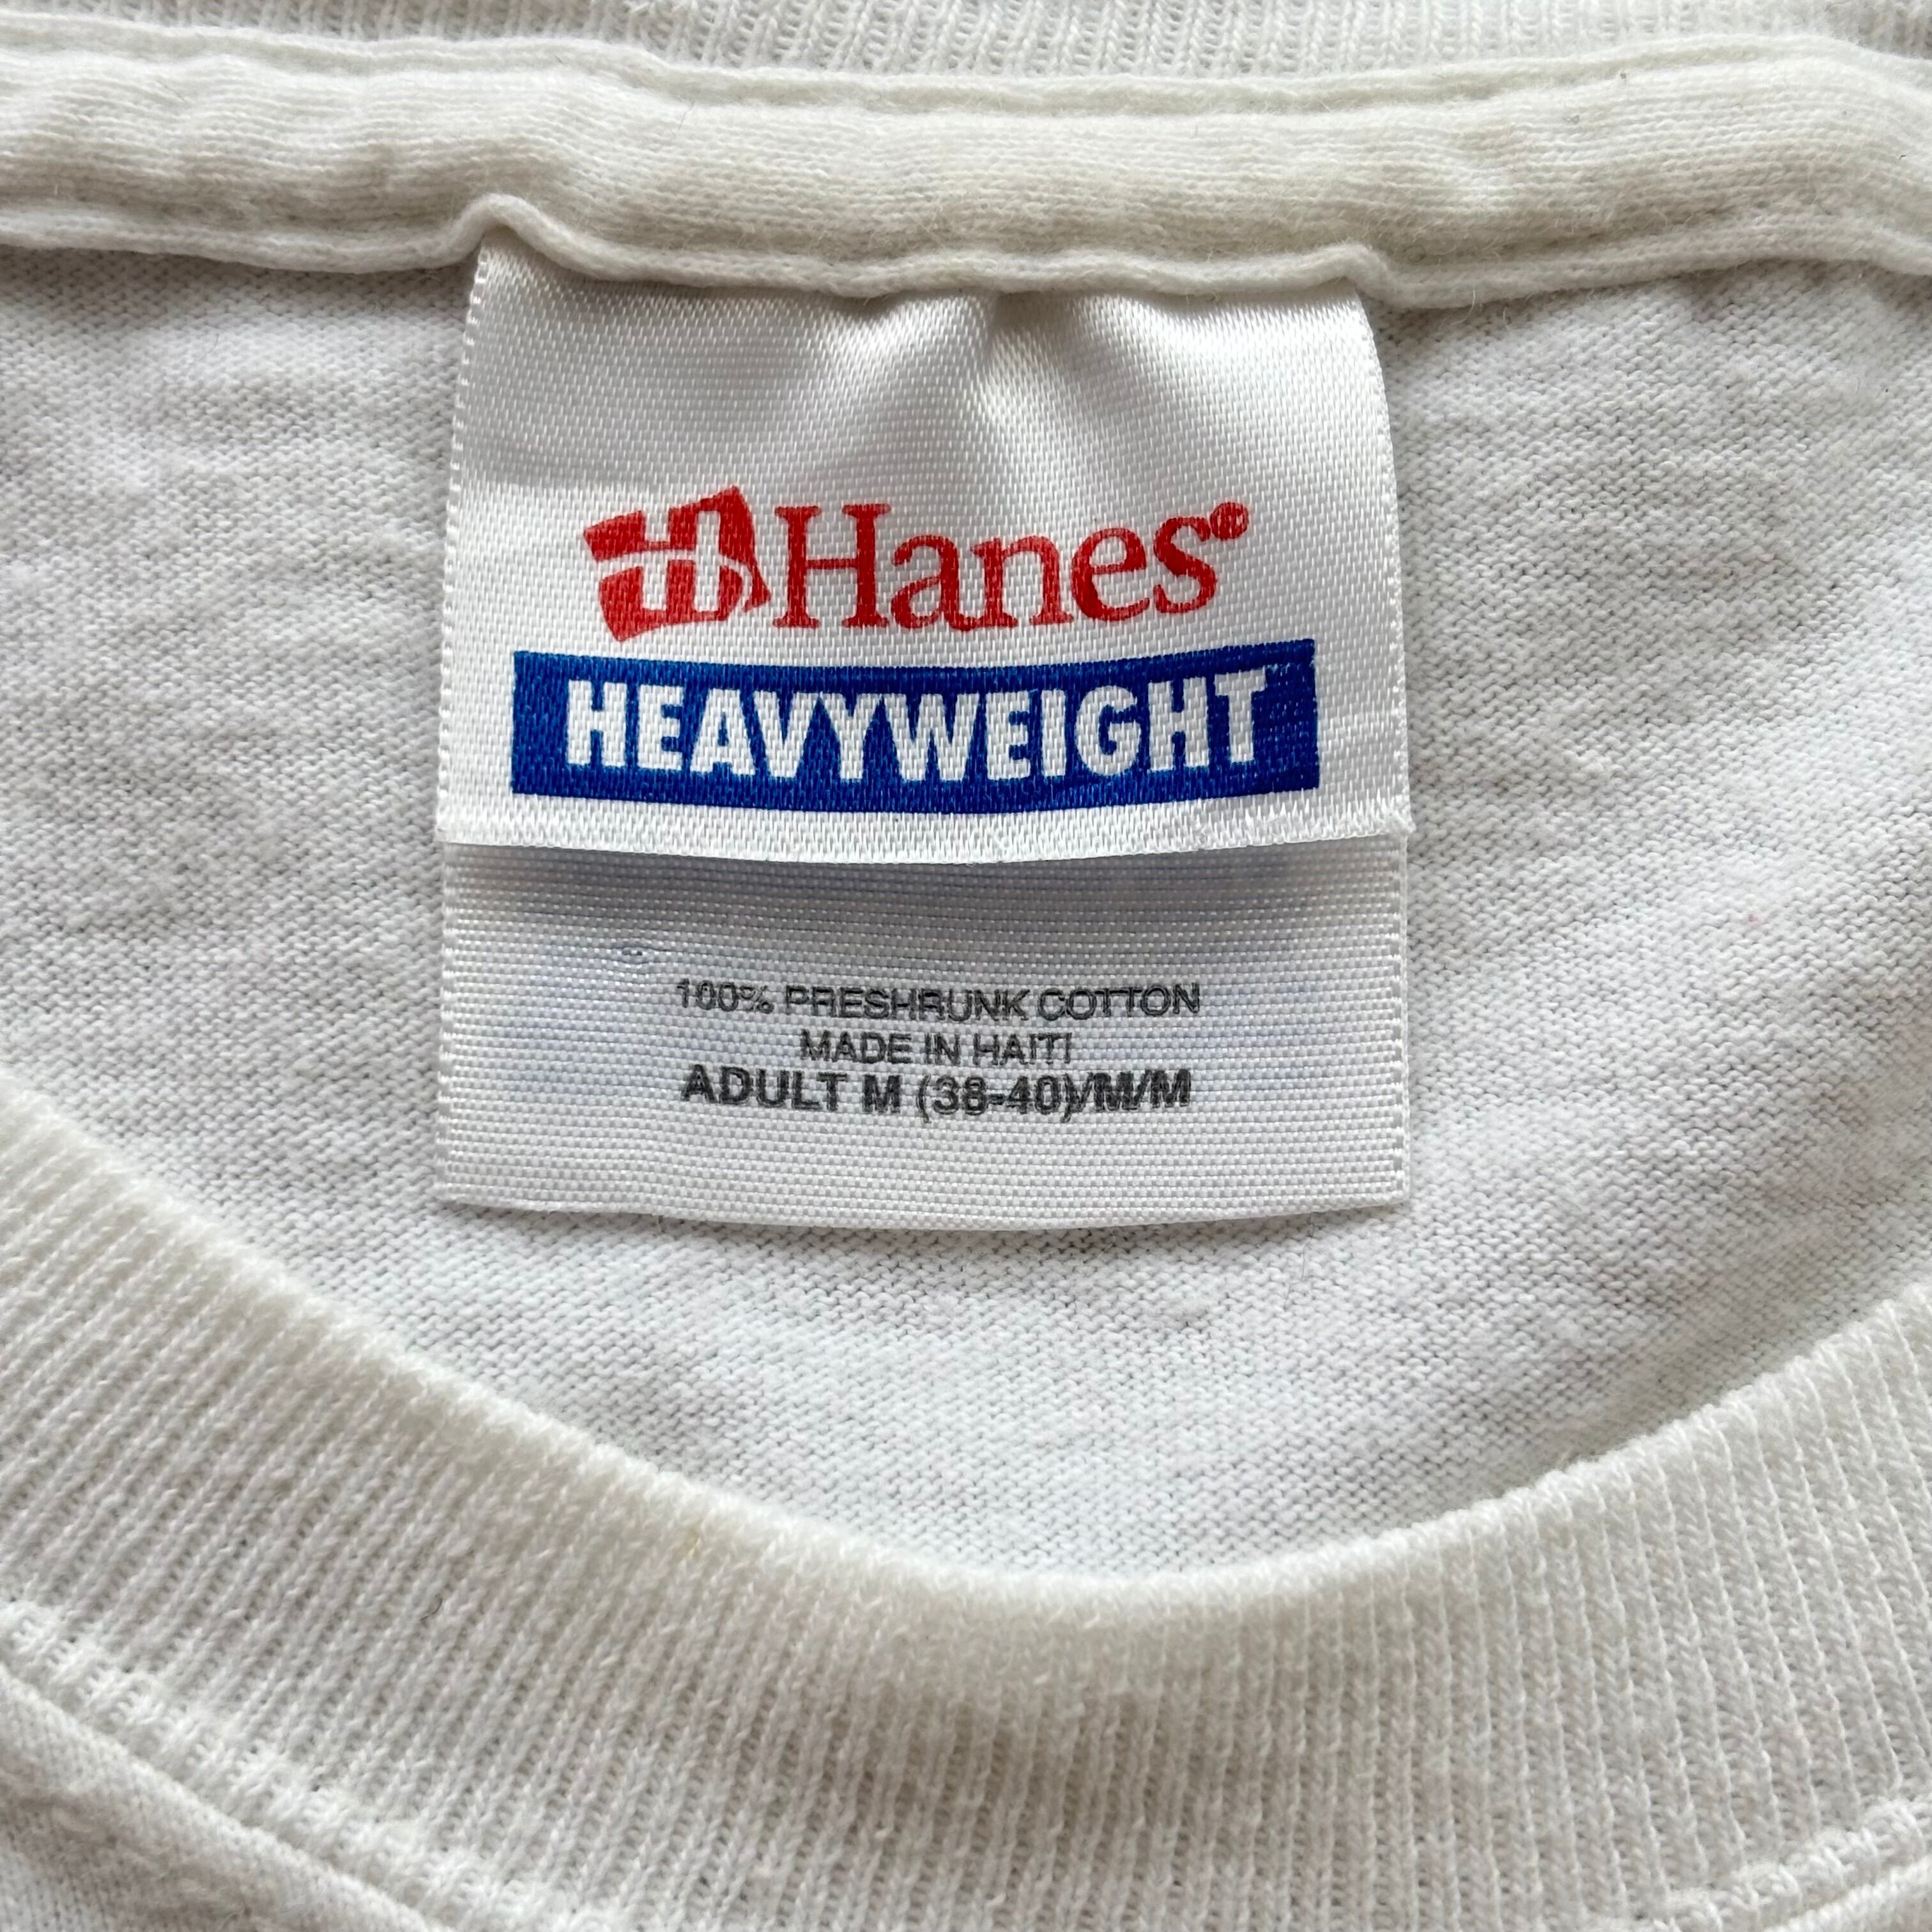 Hanes®
HEAVYWEIGHT
100% PRESHRUNK COTTON
MADE IN HAITI
ADULT M (38-40)/M/M